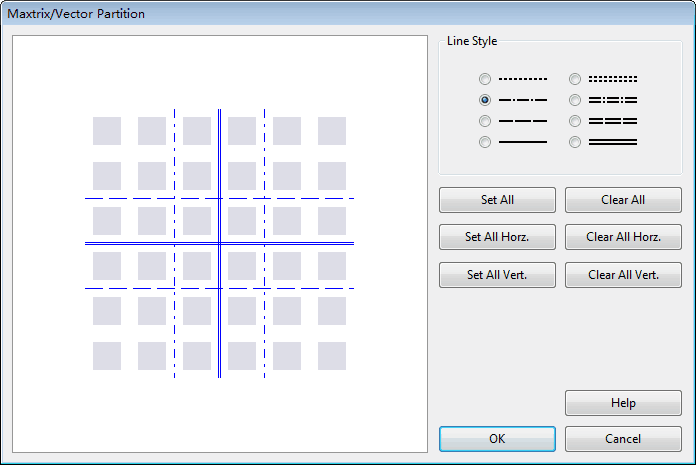 Maxtrix/Vector Partition
Line Style
Set All
Clear All
Set All Horz.
Clear All Horz.
Set All Vert.
Clear All Vert.
Help
OK
Cancel